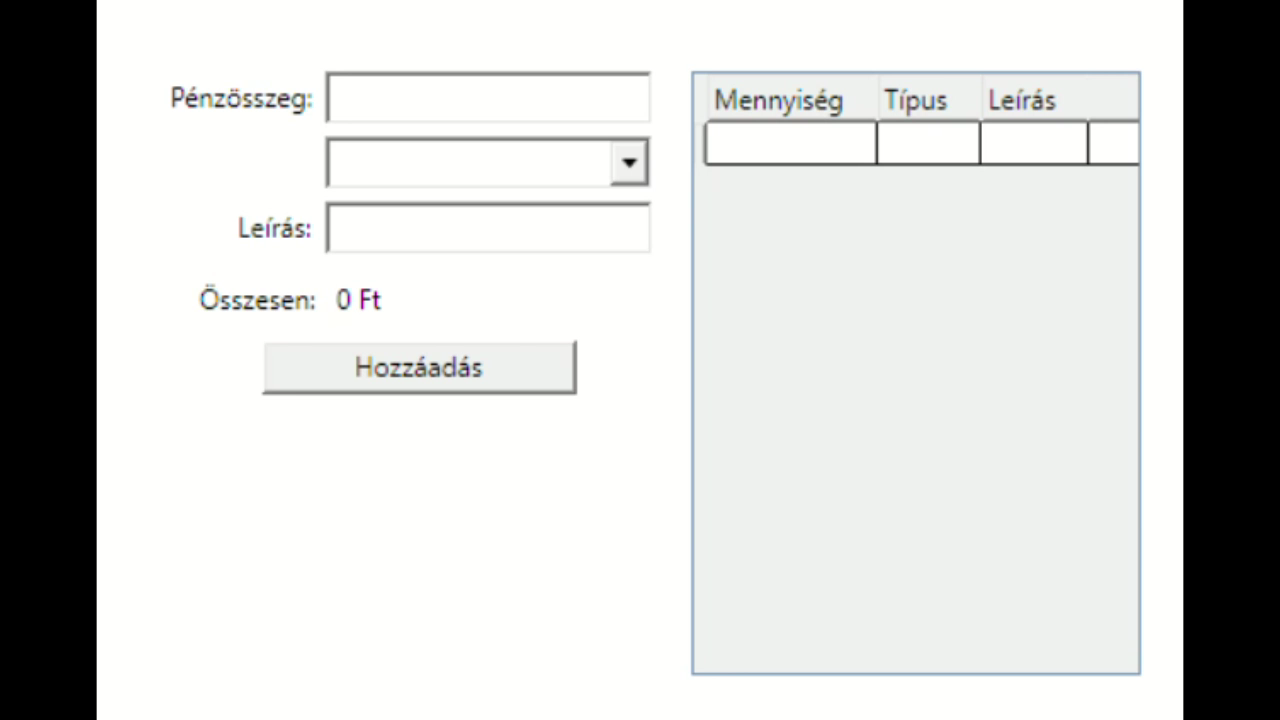 Pénzösszeg:
Leírás:
Összesen: 0 Ft
Hozzáadás
Mennyiség Típus Leírás